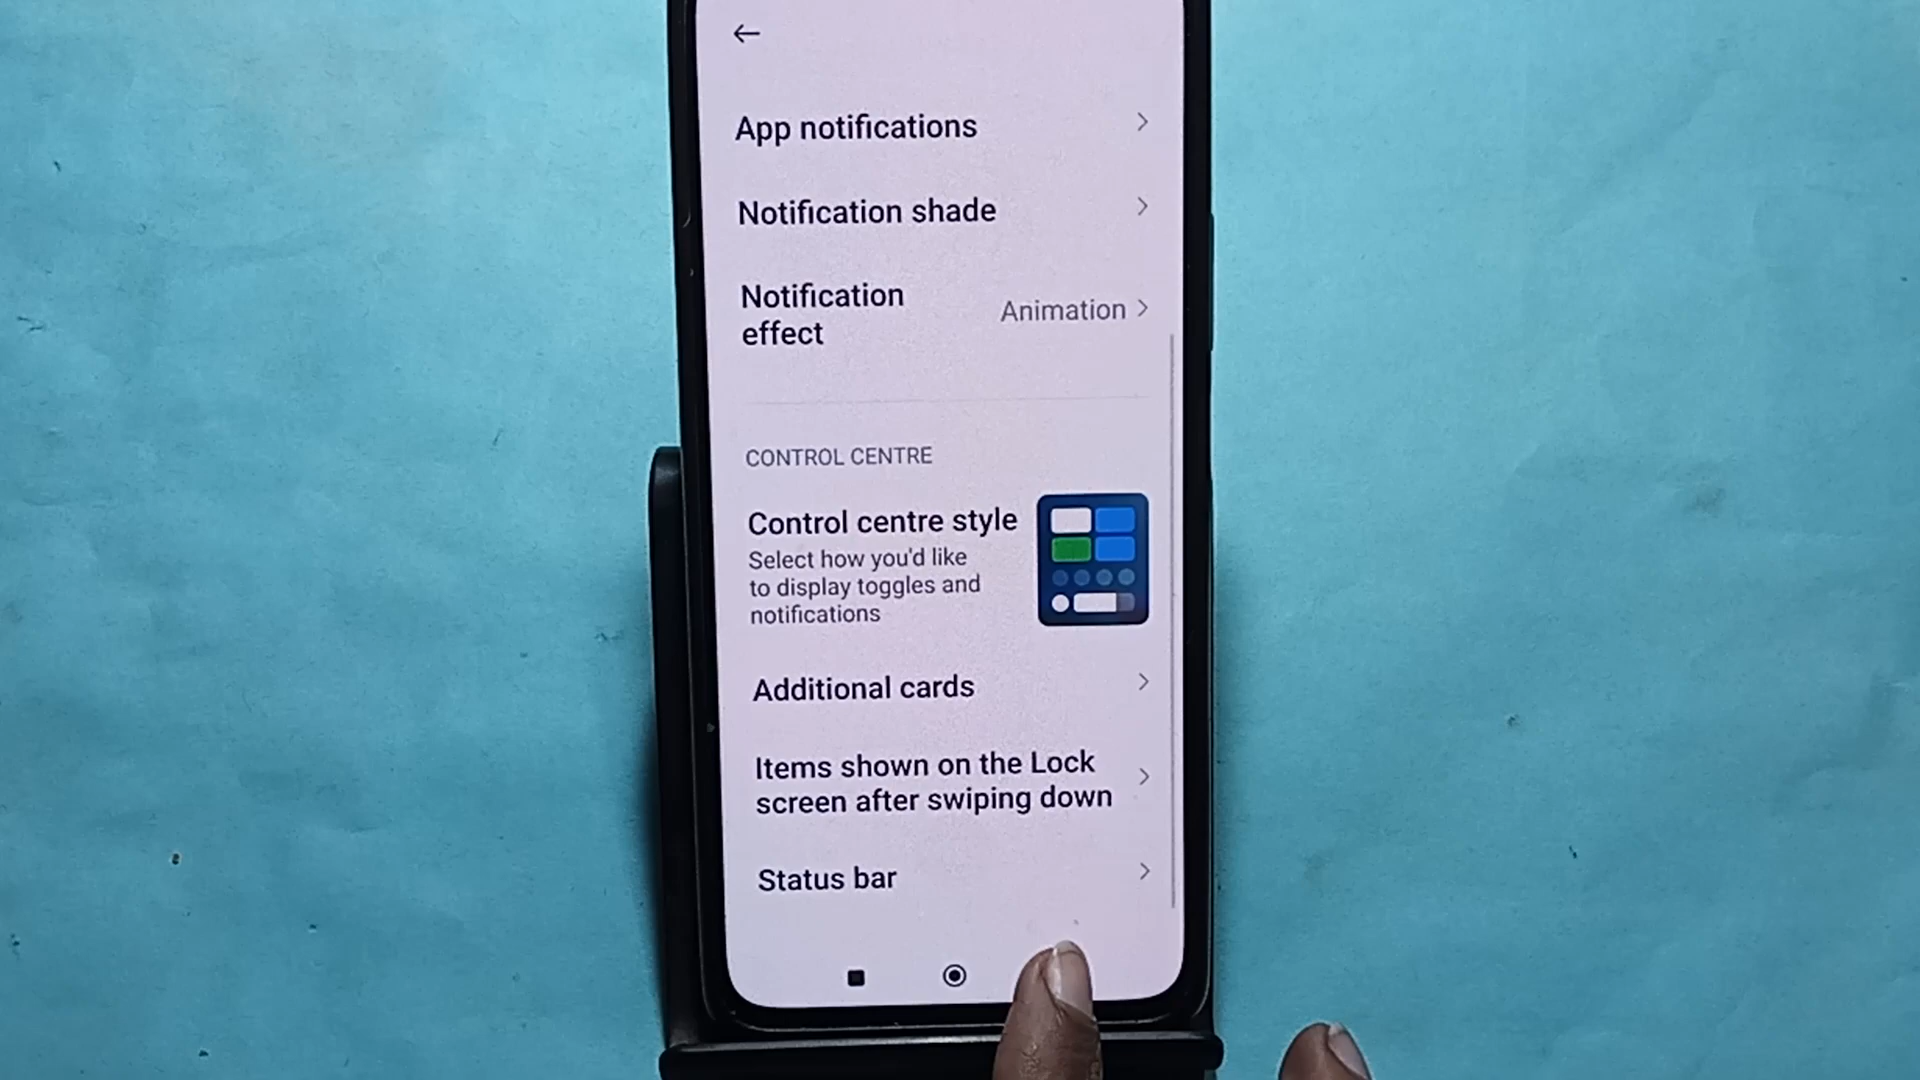 App notifications
Notification shade
Notification
effect
Animation
CONTROL CENTRE
Control centre style
Select how you'd like
to display toggles and
notifications
Additional cards
Items shown on the Lock
screen after swiping down
Status bar